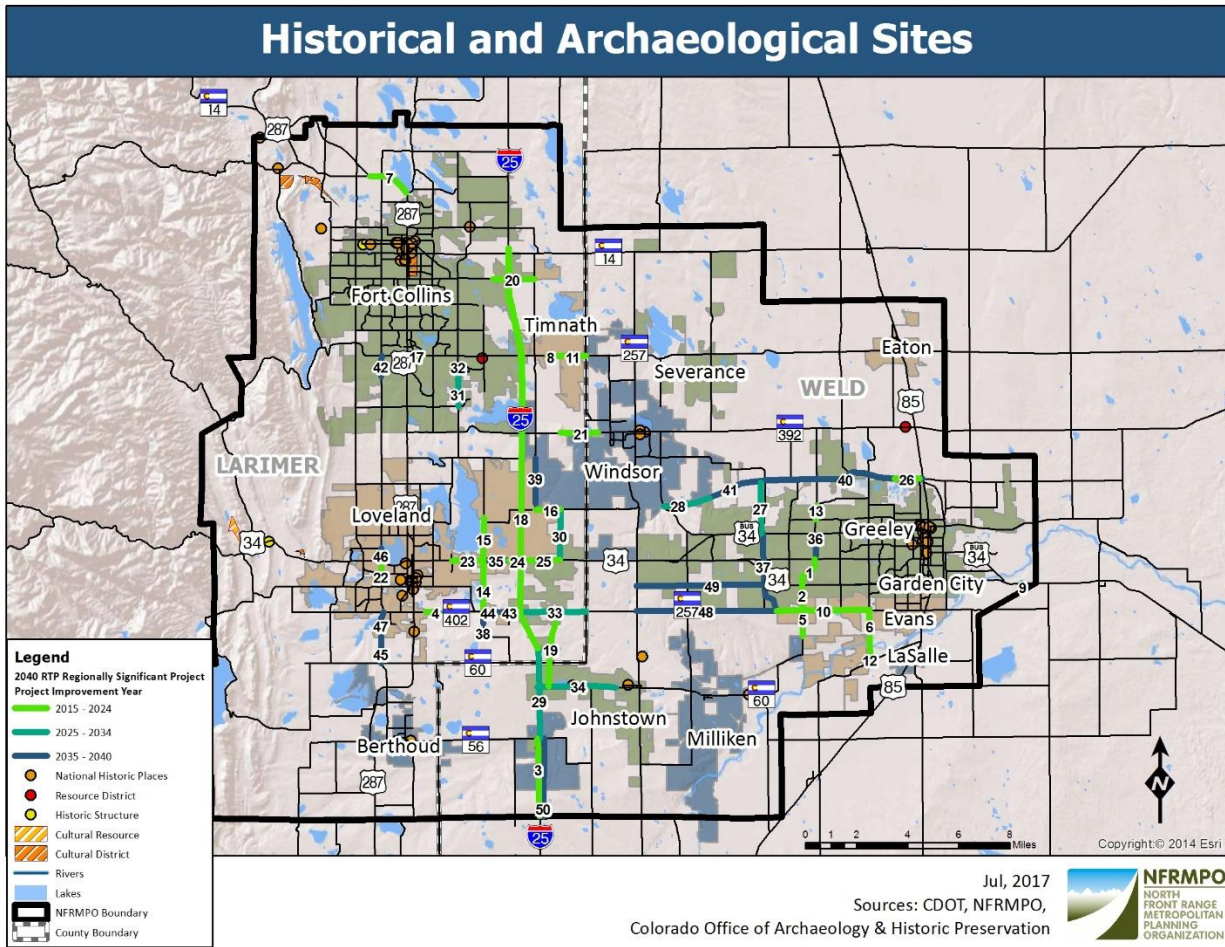 Historical and Archaeological Sites
14
287
25
7
287
14
20
Fort Collins
Timnath
Eaton
42
287
17
32
8
11
257
Severance
WELD
31
85
25
21
392
LARIMER
Windsor
39
41
40
26
28
287
Loveland
18
16
27
13
34
15
30
BUS
34
Greeley
BUS
34
46
36
23
35
24
25
34
37
34
22
1
Garden City
14
49
2
9
4
402
44
43
33
257
48
10
Evans
47
38
5
6
45
60
19
12
LaSalle
34
60
85
29
Johnstown
Milliken
Berthoud
56
3
287
50
25
N
Legend
2040 RTP Regionally Significant Project
Project Improvement Year
2015 - 2024
2025 - 2034
2035 - 2040
National Historic Places
Resource District
Historic Structure
Cultural Resource
Cultural District
Rivers
Lakes
NFRMPO Boundary
County Boundary
0 1 2 4 6 8
Miles
Copyright:© 2014 Esri
Jul, 2017
Sources: CDOT, NFRMPO,
Colorado Office of Archaeology & Historic Preservation
NFRMPO
NORTH
FRONT RANGE
METROPOLITAN
PLANNING
ORGANIZATION